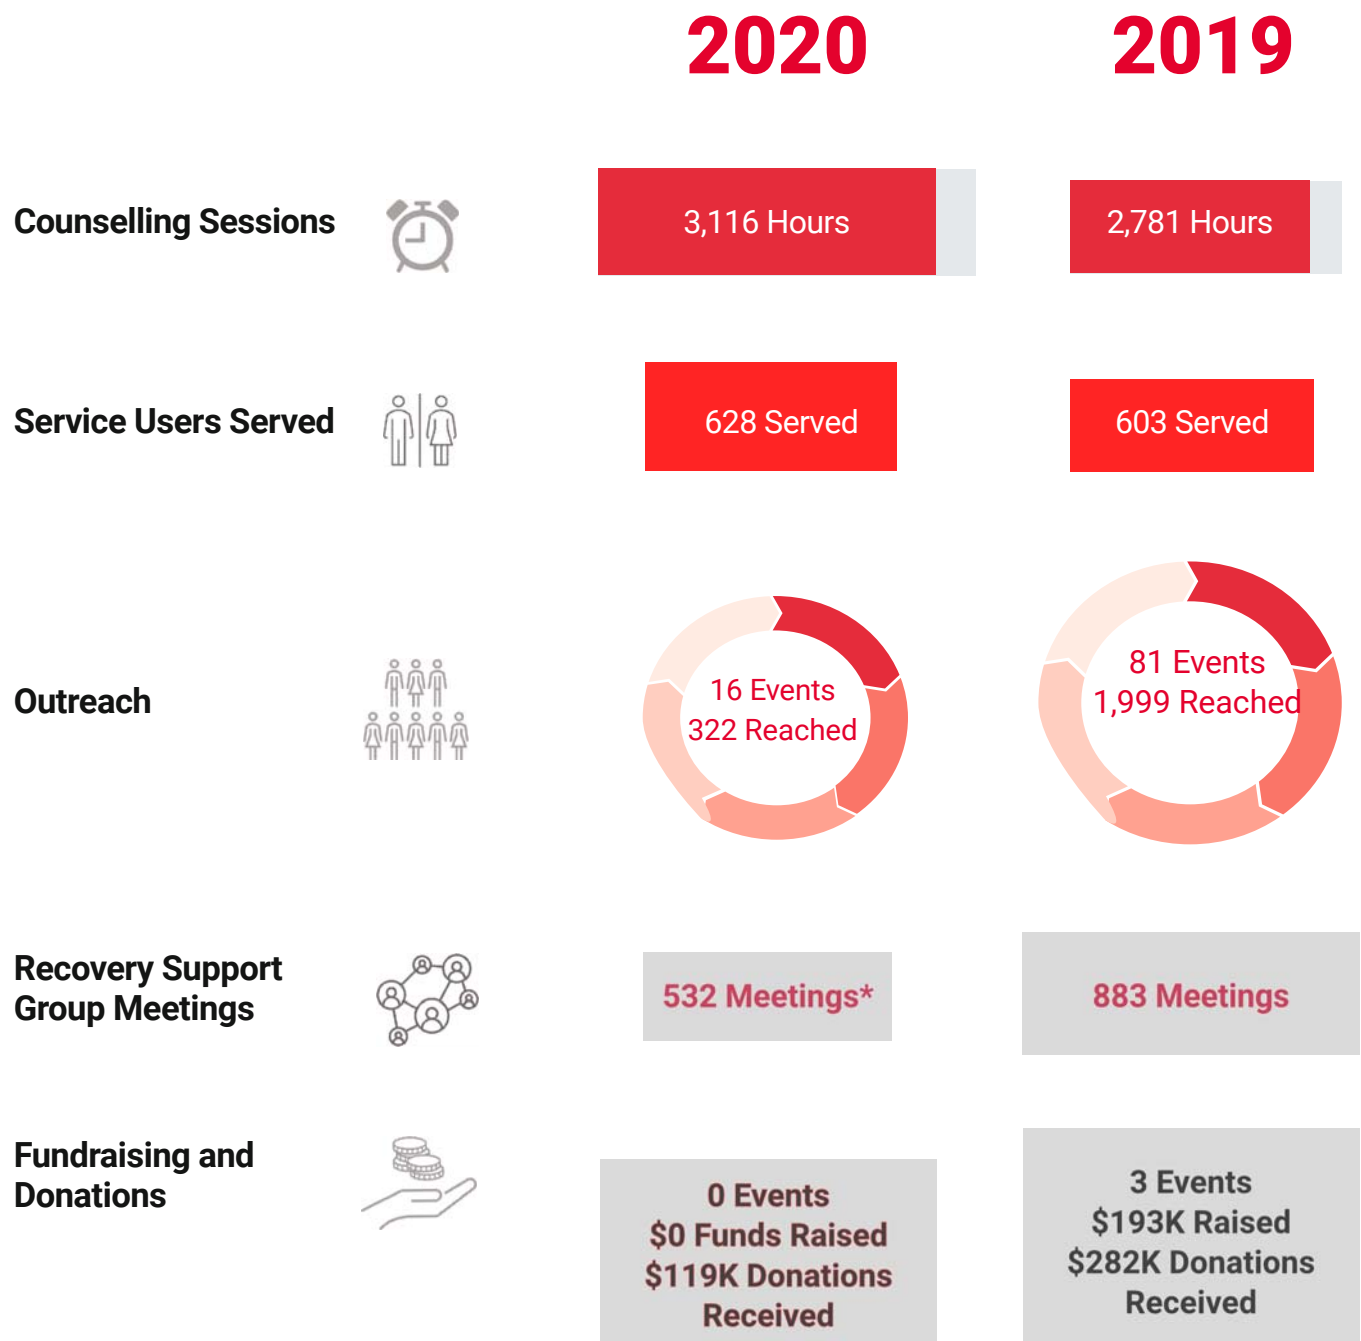 2020
2019
Counselling Sessions
3,116 Hours
2,781 Hours
Service Users Served
628 Served
603 Served
Outreach
16 Events
322 Reached
81 Events
1,999 Reached
Recovery Support
Group Meetings
532 Meetings*
883 Meetings
Fundraising and
Donations
0 Events
$0 Funds Raised
$119K Donations
Received
3 Events
$193K Raised
$282K Donations
Received